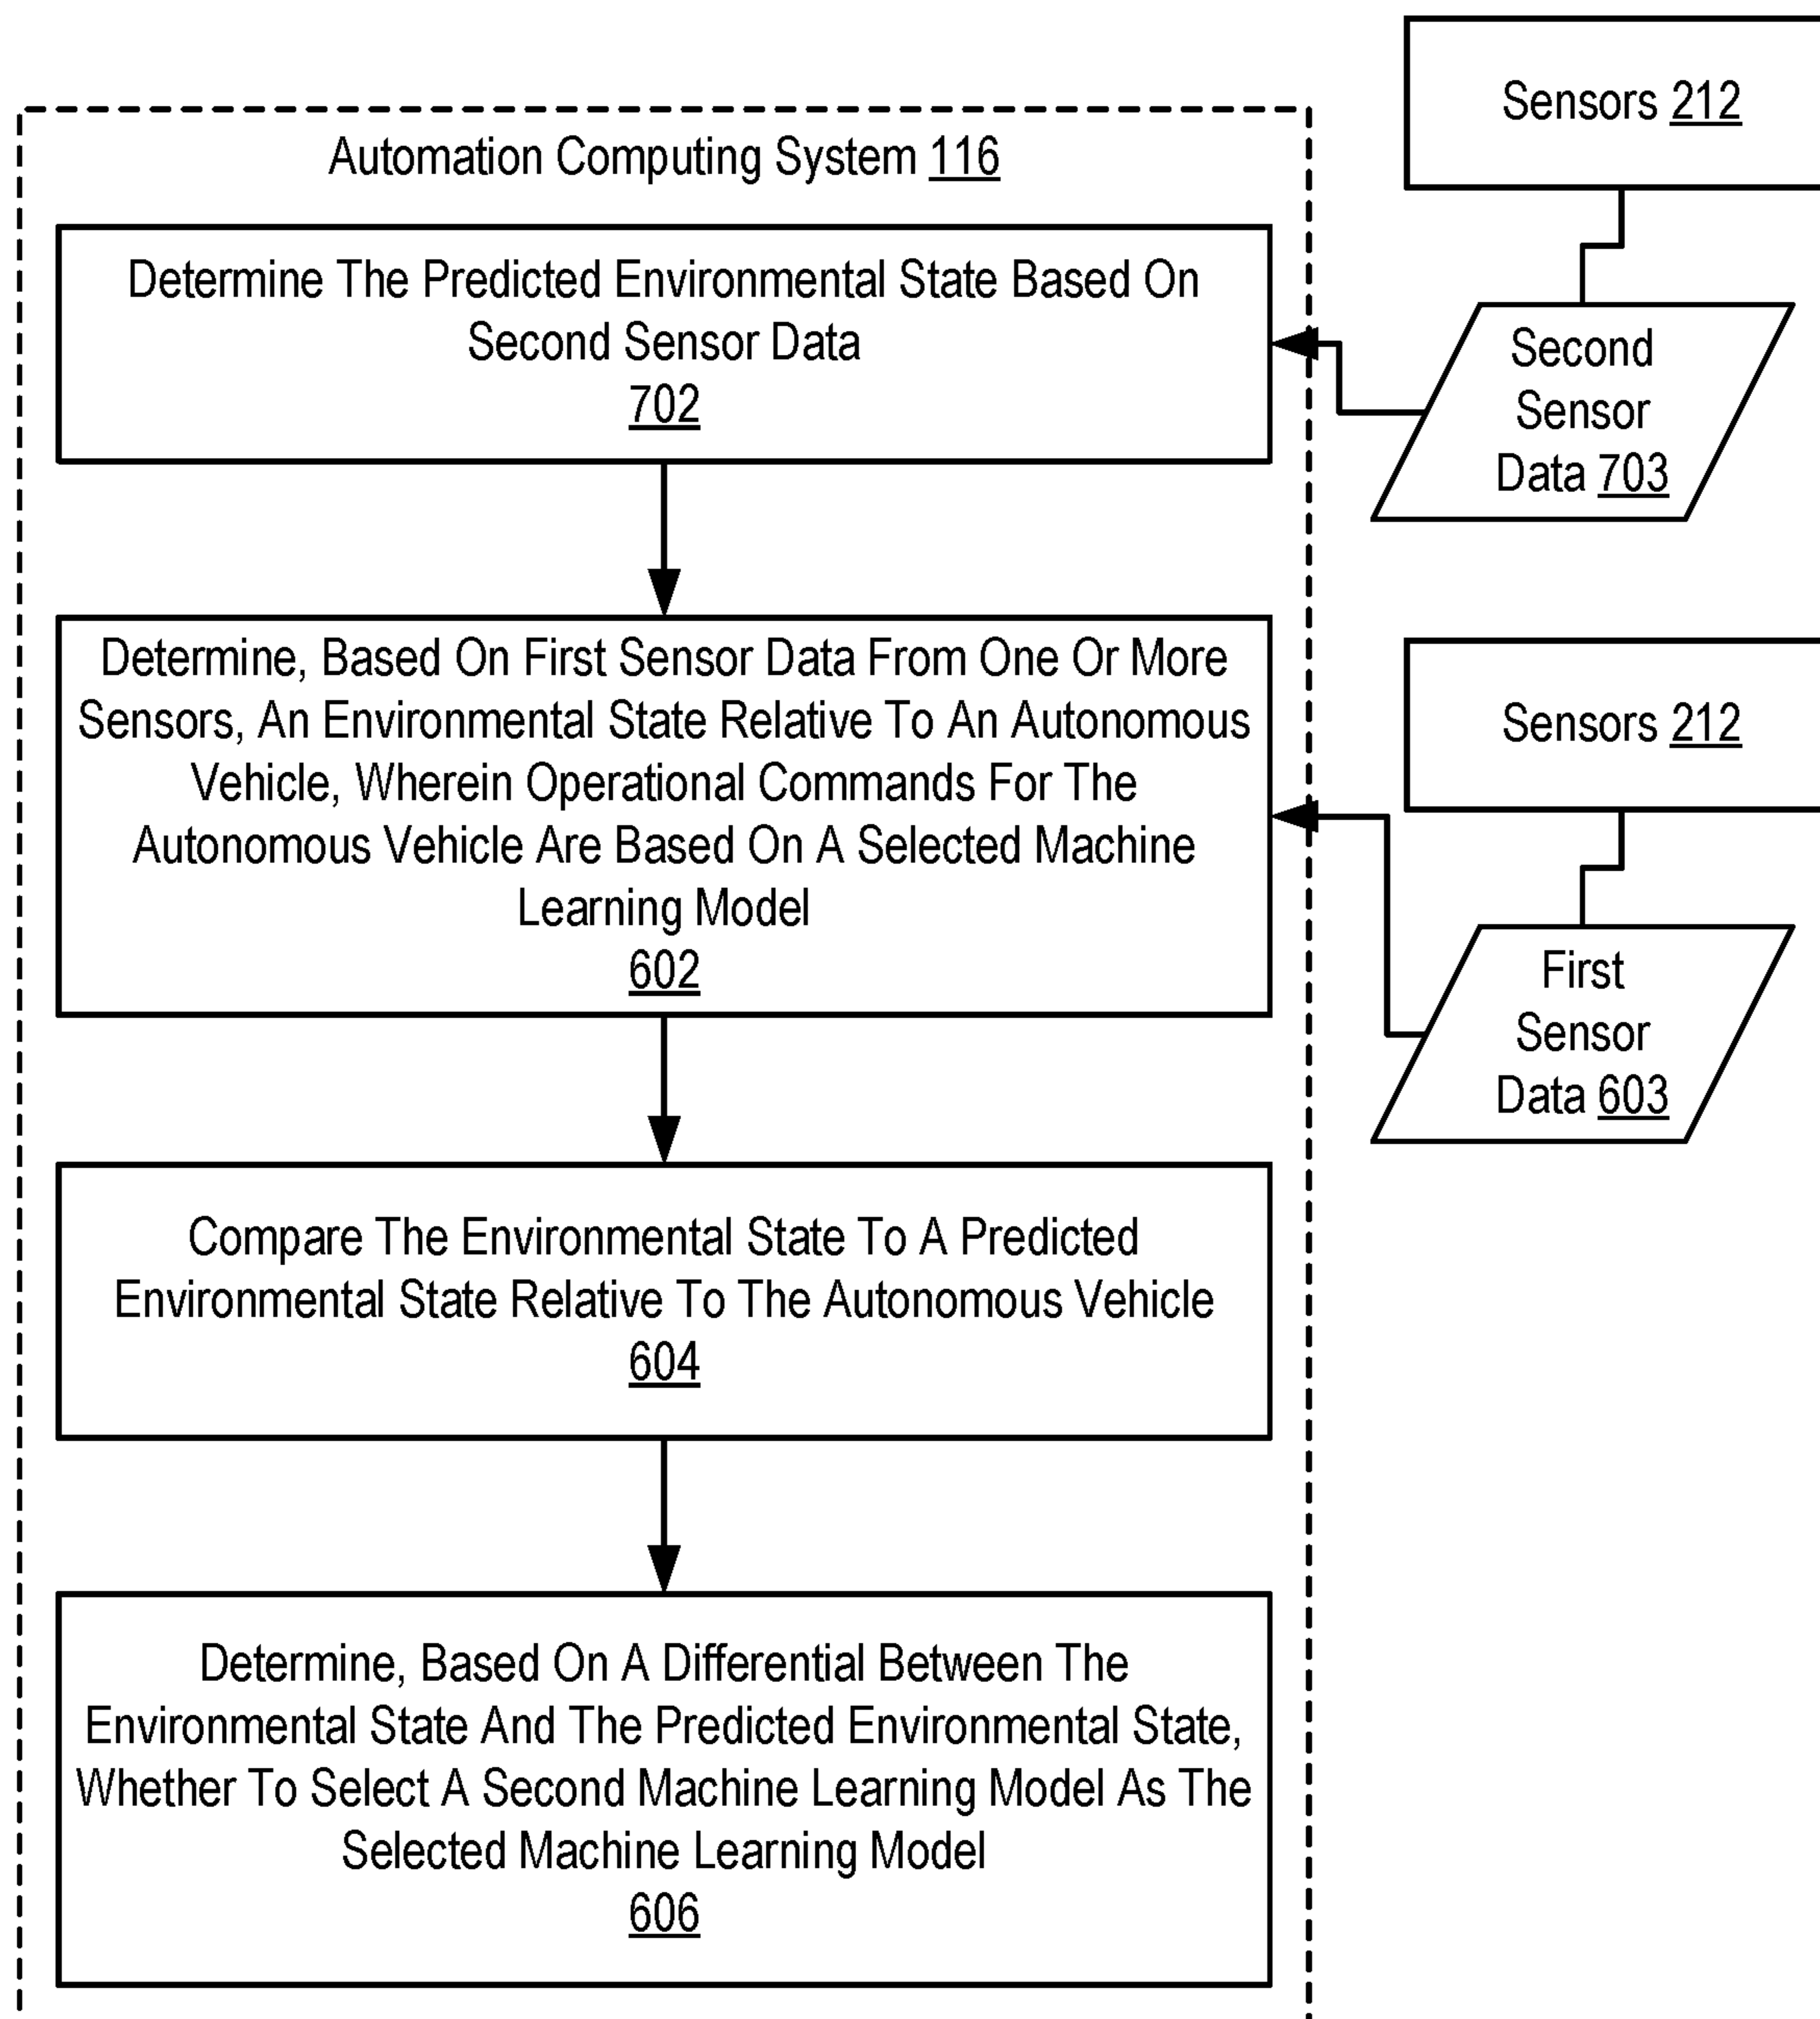 Sensors 212
Automation Computing System 116
Determine The Predicted Environmental State Based On
Second Sensor Data
702
Second
Sensor
Data 703
Determine, Based On First Sensor Data From One Or More
Sensors, An Environmental State Relative To An Autonomous
Vehicle, Wherein Operational Commands For The
Autonomous Vehicle Are Based On A Selected Machine
Learning Model
602
Sensors 212
First
Sensor
Data 603
Compare The Environmental State To A Predicted
Environmental State Relative To The Autonomous Vehicle
604
Determine, Based On A Differential Between The
Environmental State And The Predicted Environmental State,
Whether To Select A Second Machine Learning Model As The
Selected Machine Learning Model
606